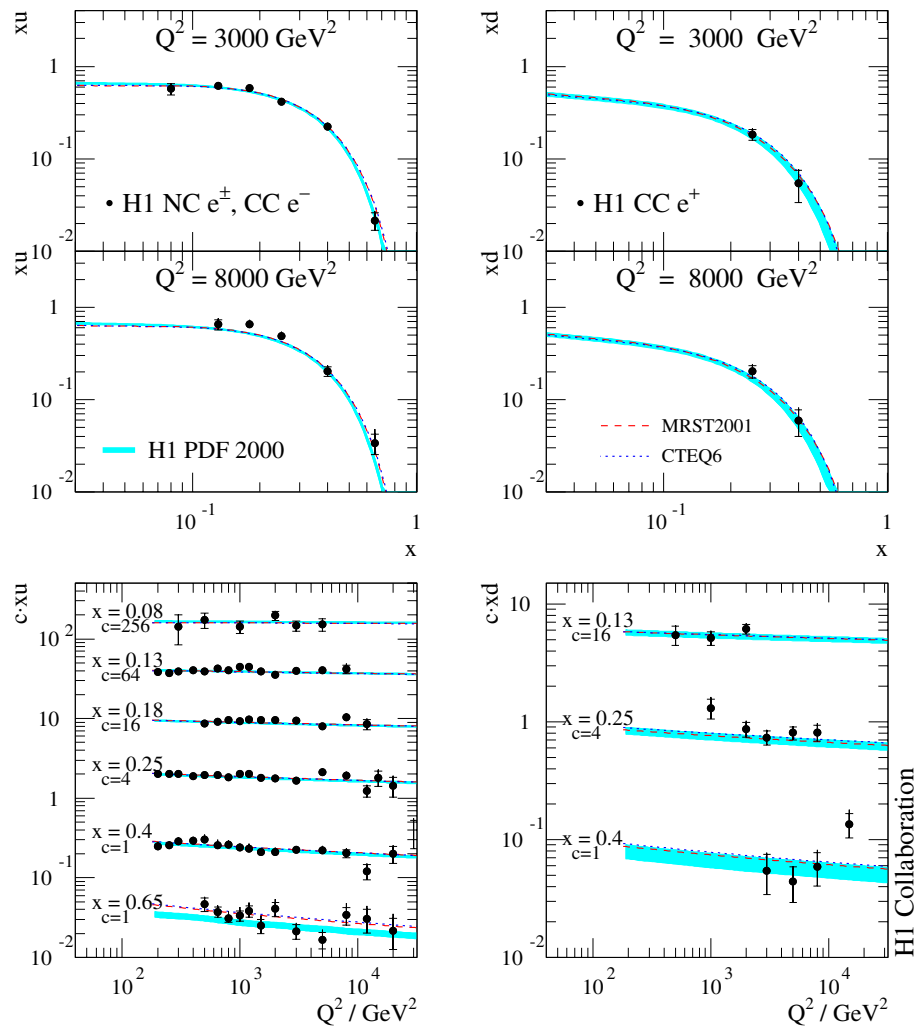 xu
Q² = 3000 GeV²
1
10⁻¹
• H1 NC e±, CC e⁻
10⁻²
xd
Q² = 3000 GeV²
1
10⁻¹
• H1 CC e⁺
10⁻²
xu
10
Q² = 8000 GeV²
1
10⁻¹
H1 PDF 2000
10⁻²
10⁻¹
1
x
xd
10
Q² = 8000 GeV²
1
10⁻¹
MRST2001
CTEQ6
10⁻²
10⁻¹
1
x
c·xu
10²
10
1
10⁻¹
10⁻²
x = 0.08
c=256
x = 0.13
c=64
x = 0.18
c=16
x = 0.25
c=4
x = 0.4
c=1
x = 0.65
c=1
10²
10³
10⁴
Q² / GeV²
c·xd
10
1
10⁻¹
10⁻²
x = 0.13
c=16
x = 0.25
c=4
x = 0.4
c=1
10²
10³
10⁴
Q² / GeV²
H1 Collaboration